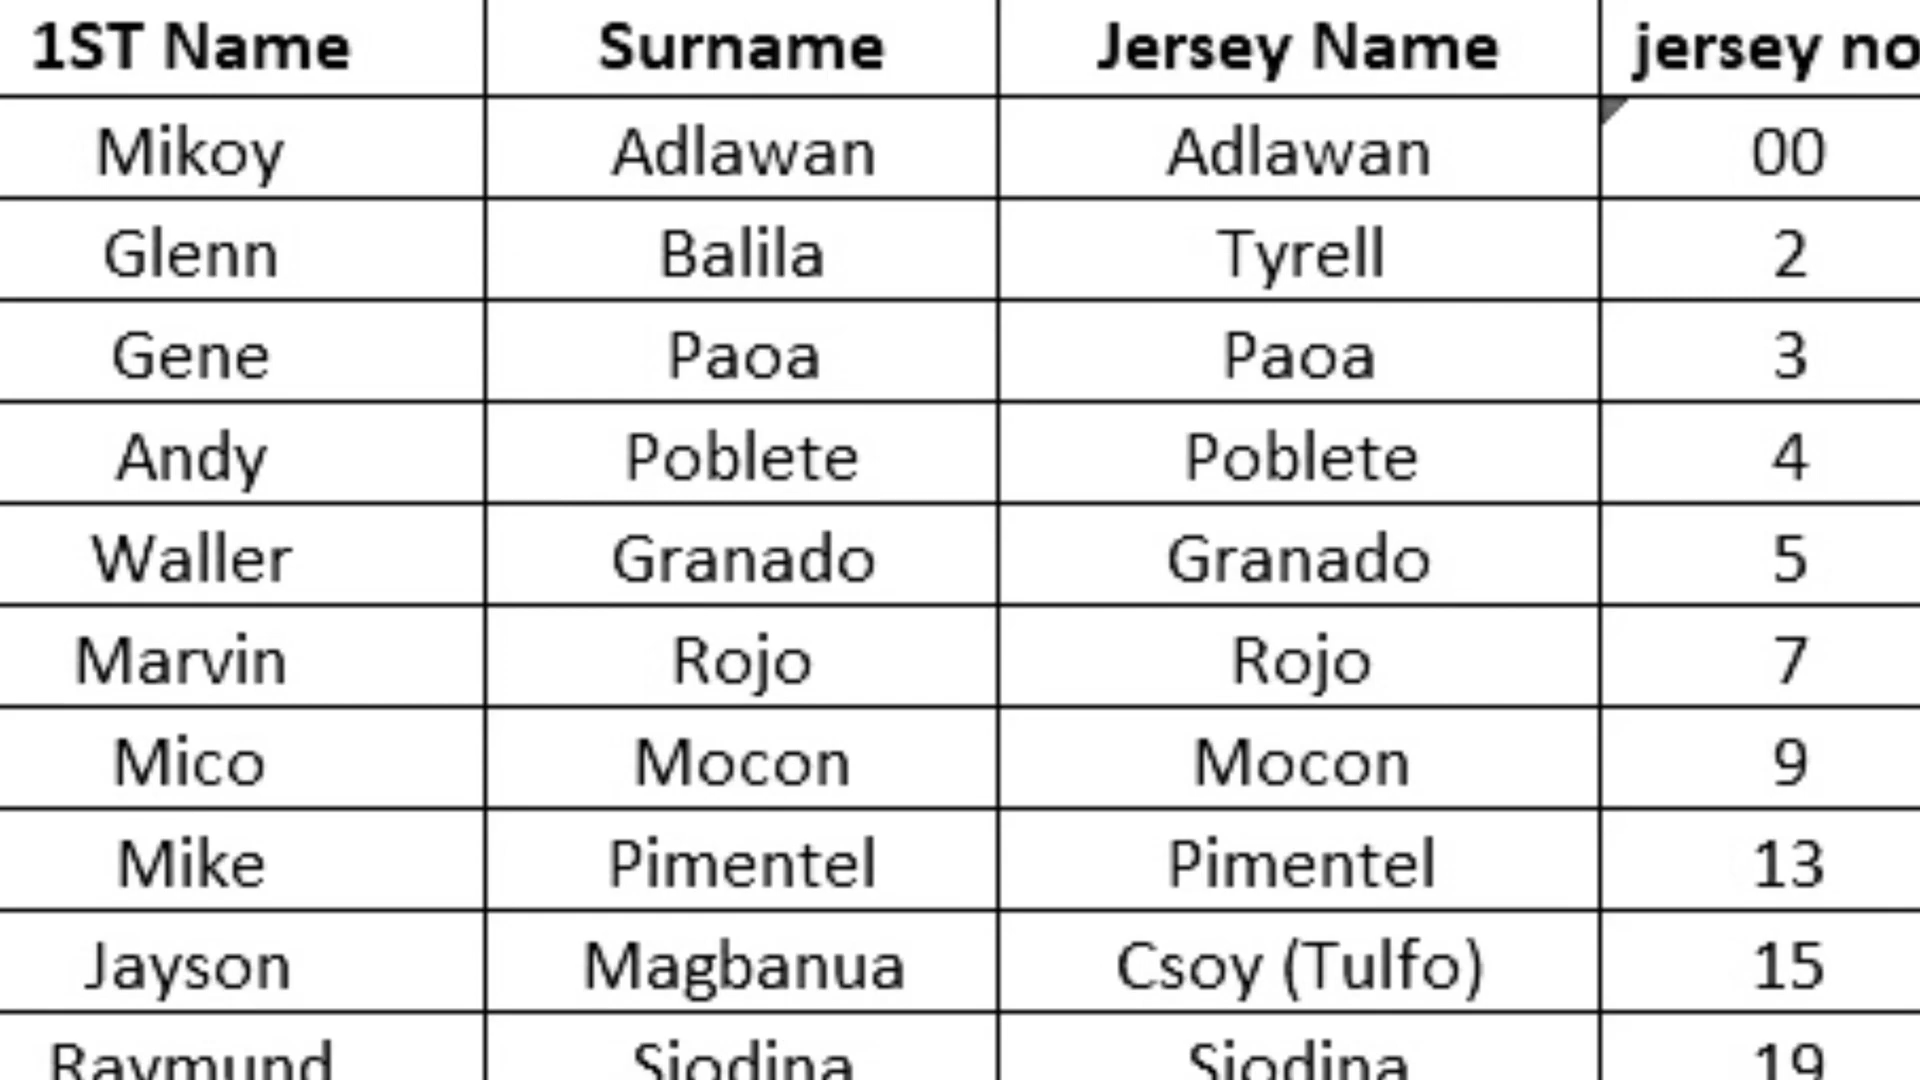 1ST Name Surname Jersey Name jersey no
Mikoy Adlawan Adlawan 00
Glenn Balila Tyrell 2
Gene Paoa Paoa 3
Andy Poblete Poblete 4
Waller Granado Granado 5
Marvin Rojo Rojo 7
Mico Mocon Mocon 9
Mike Pimentel Pimentel 13
Jayson Magbanua Csoy (Tulfo) 15
Raymund Siodina Siodina 19